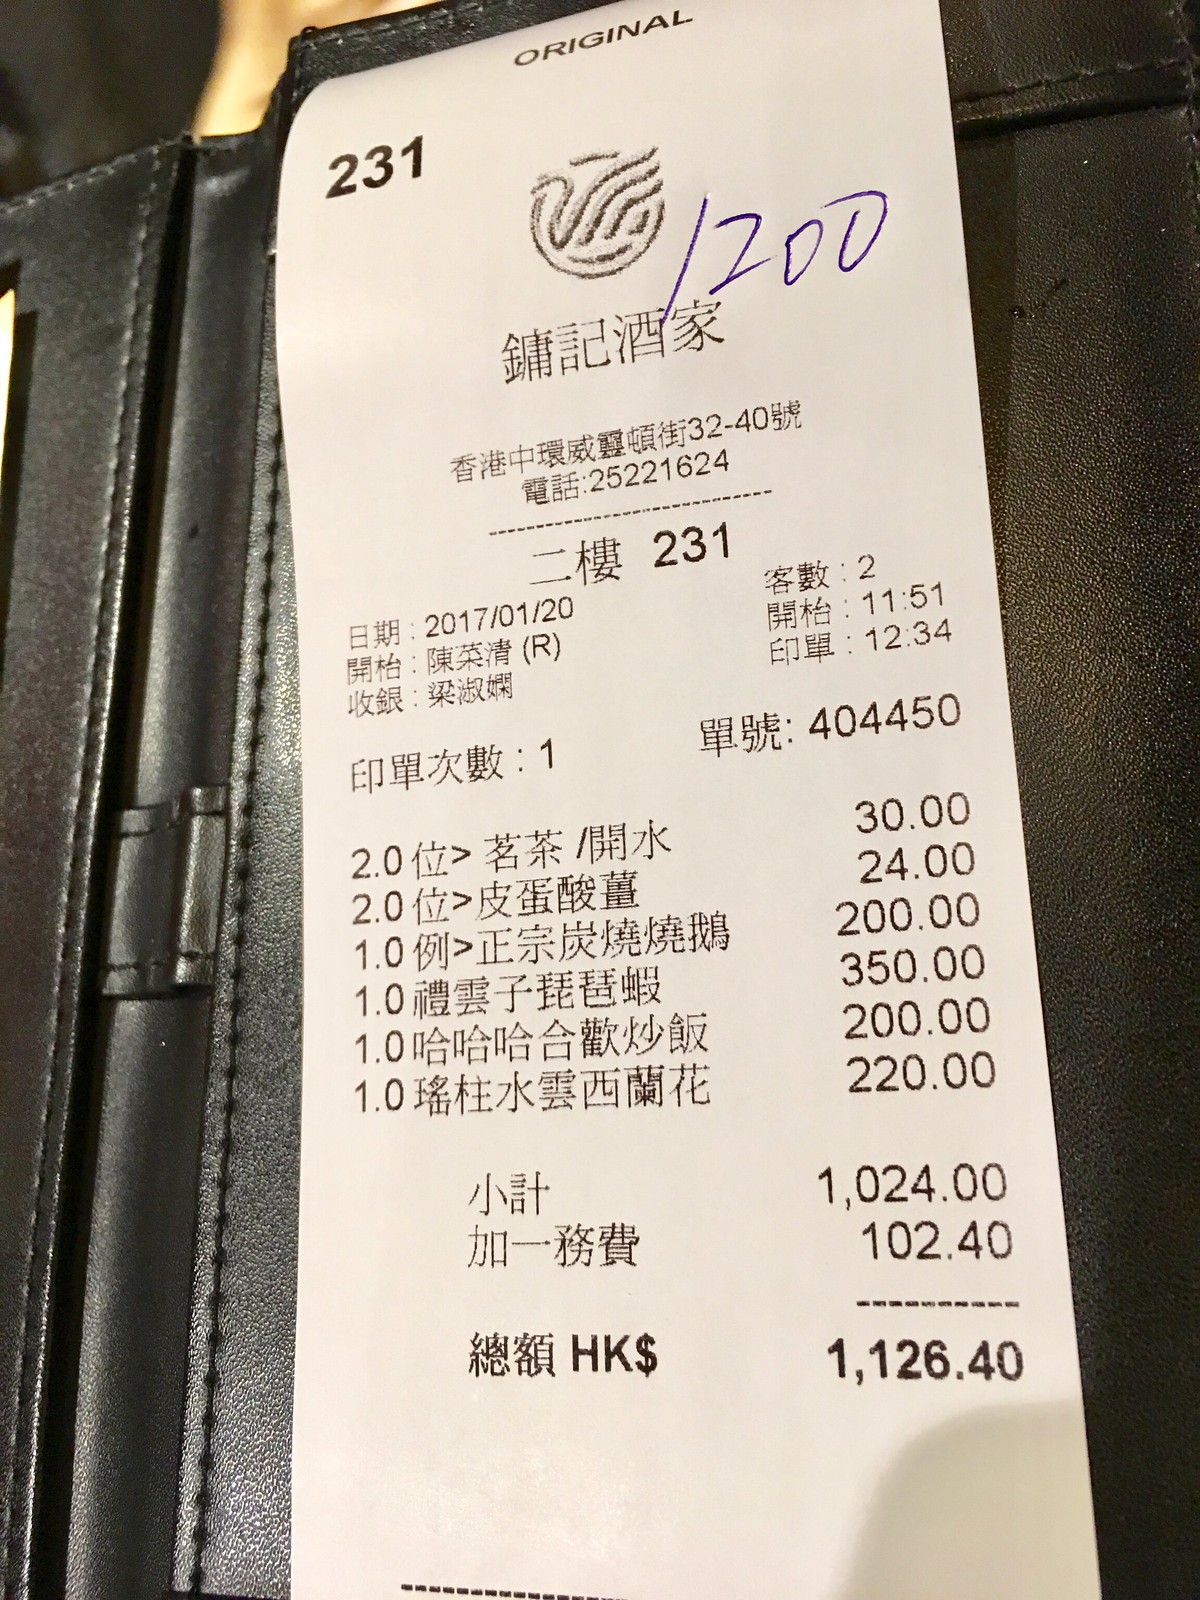 ORIGINAL
231
1200
鏞記酒家
香港中環威靈頓街32-40號
電話:25221624
二樓 231
日期 : 2017/01/20 客數 : 2
開枱 : 陳菜清 (R) 開枱 : 11:51
收銀 : 梁淑嫻 印單 : 12:34
印單次數 : 1 單號: 404450
2.0 位> 茗茶 /開水 30.00
2.0 位>皮蛋酸薑 24.00
1.0 例>正宗炭燒燒鵝 200.00
1.0 禮雲子琵琶蝦 350.00
1.0 哈哈哈合歡炒飯 200.00
1.0 瑤柱水雲西蘭花 220.00
小計 1,024.00
加一務費 102.40
總額 HK$ 1,126.40